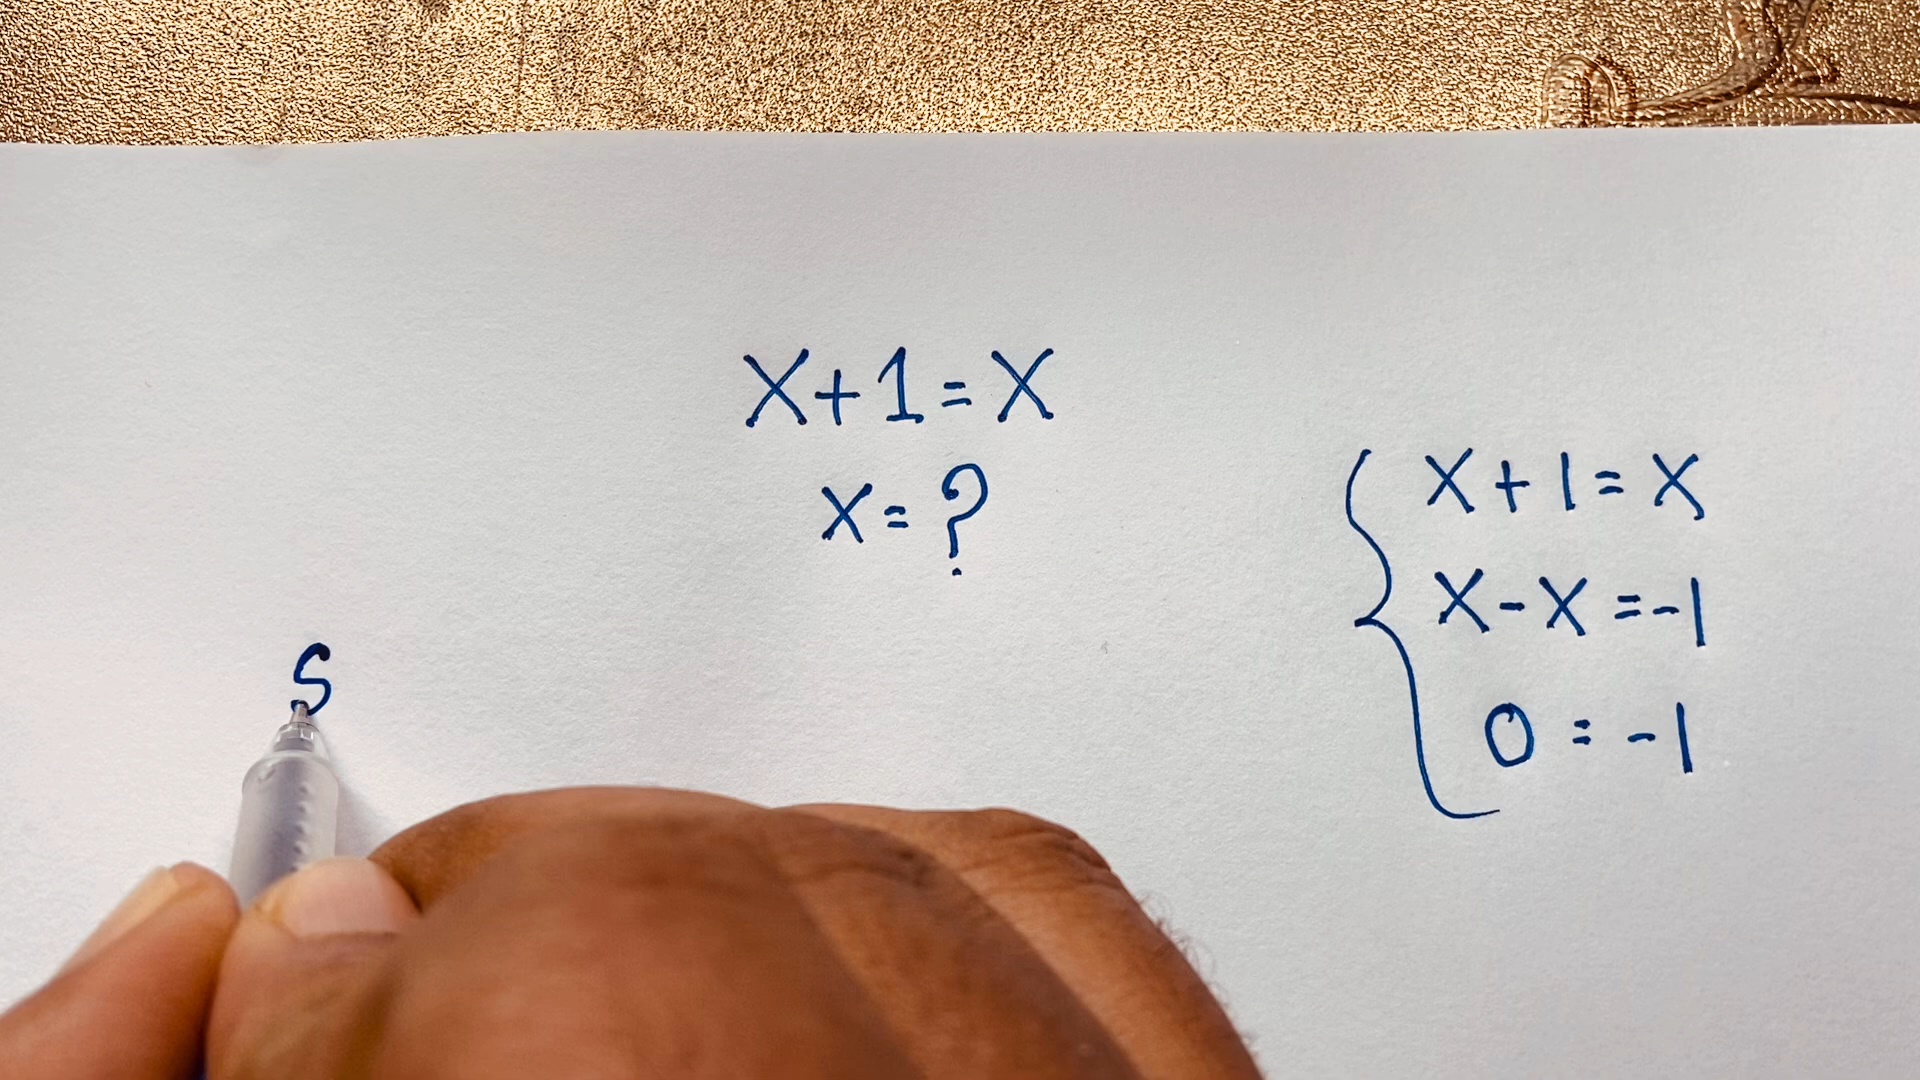 X+1=X
x=?
X+1=X
X-X=-1
0=-1
S